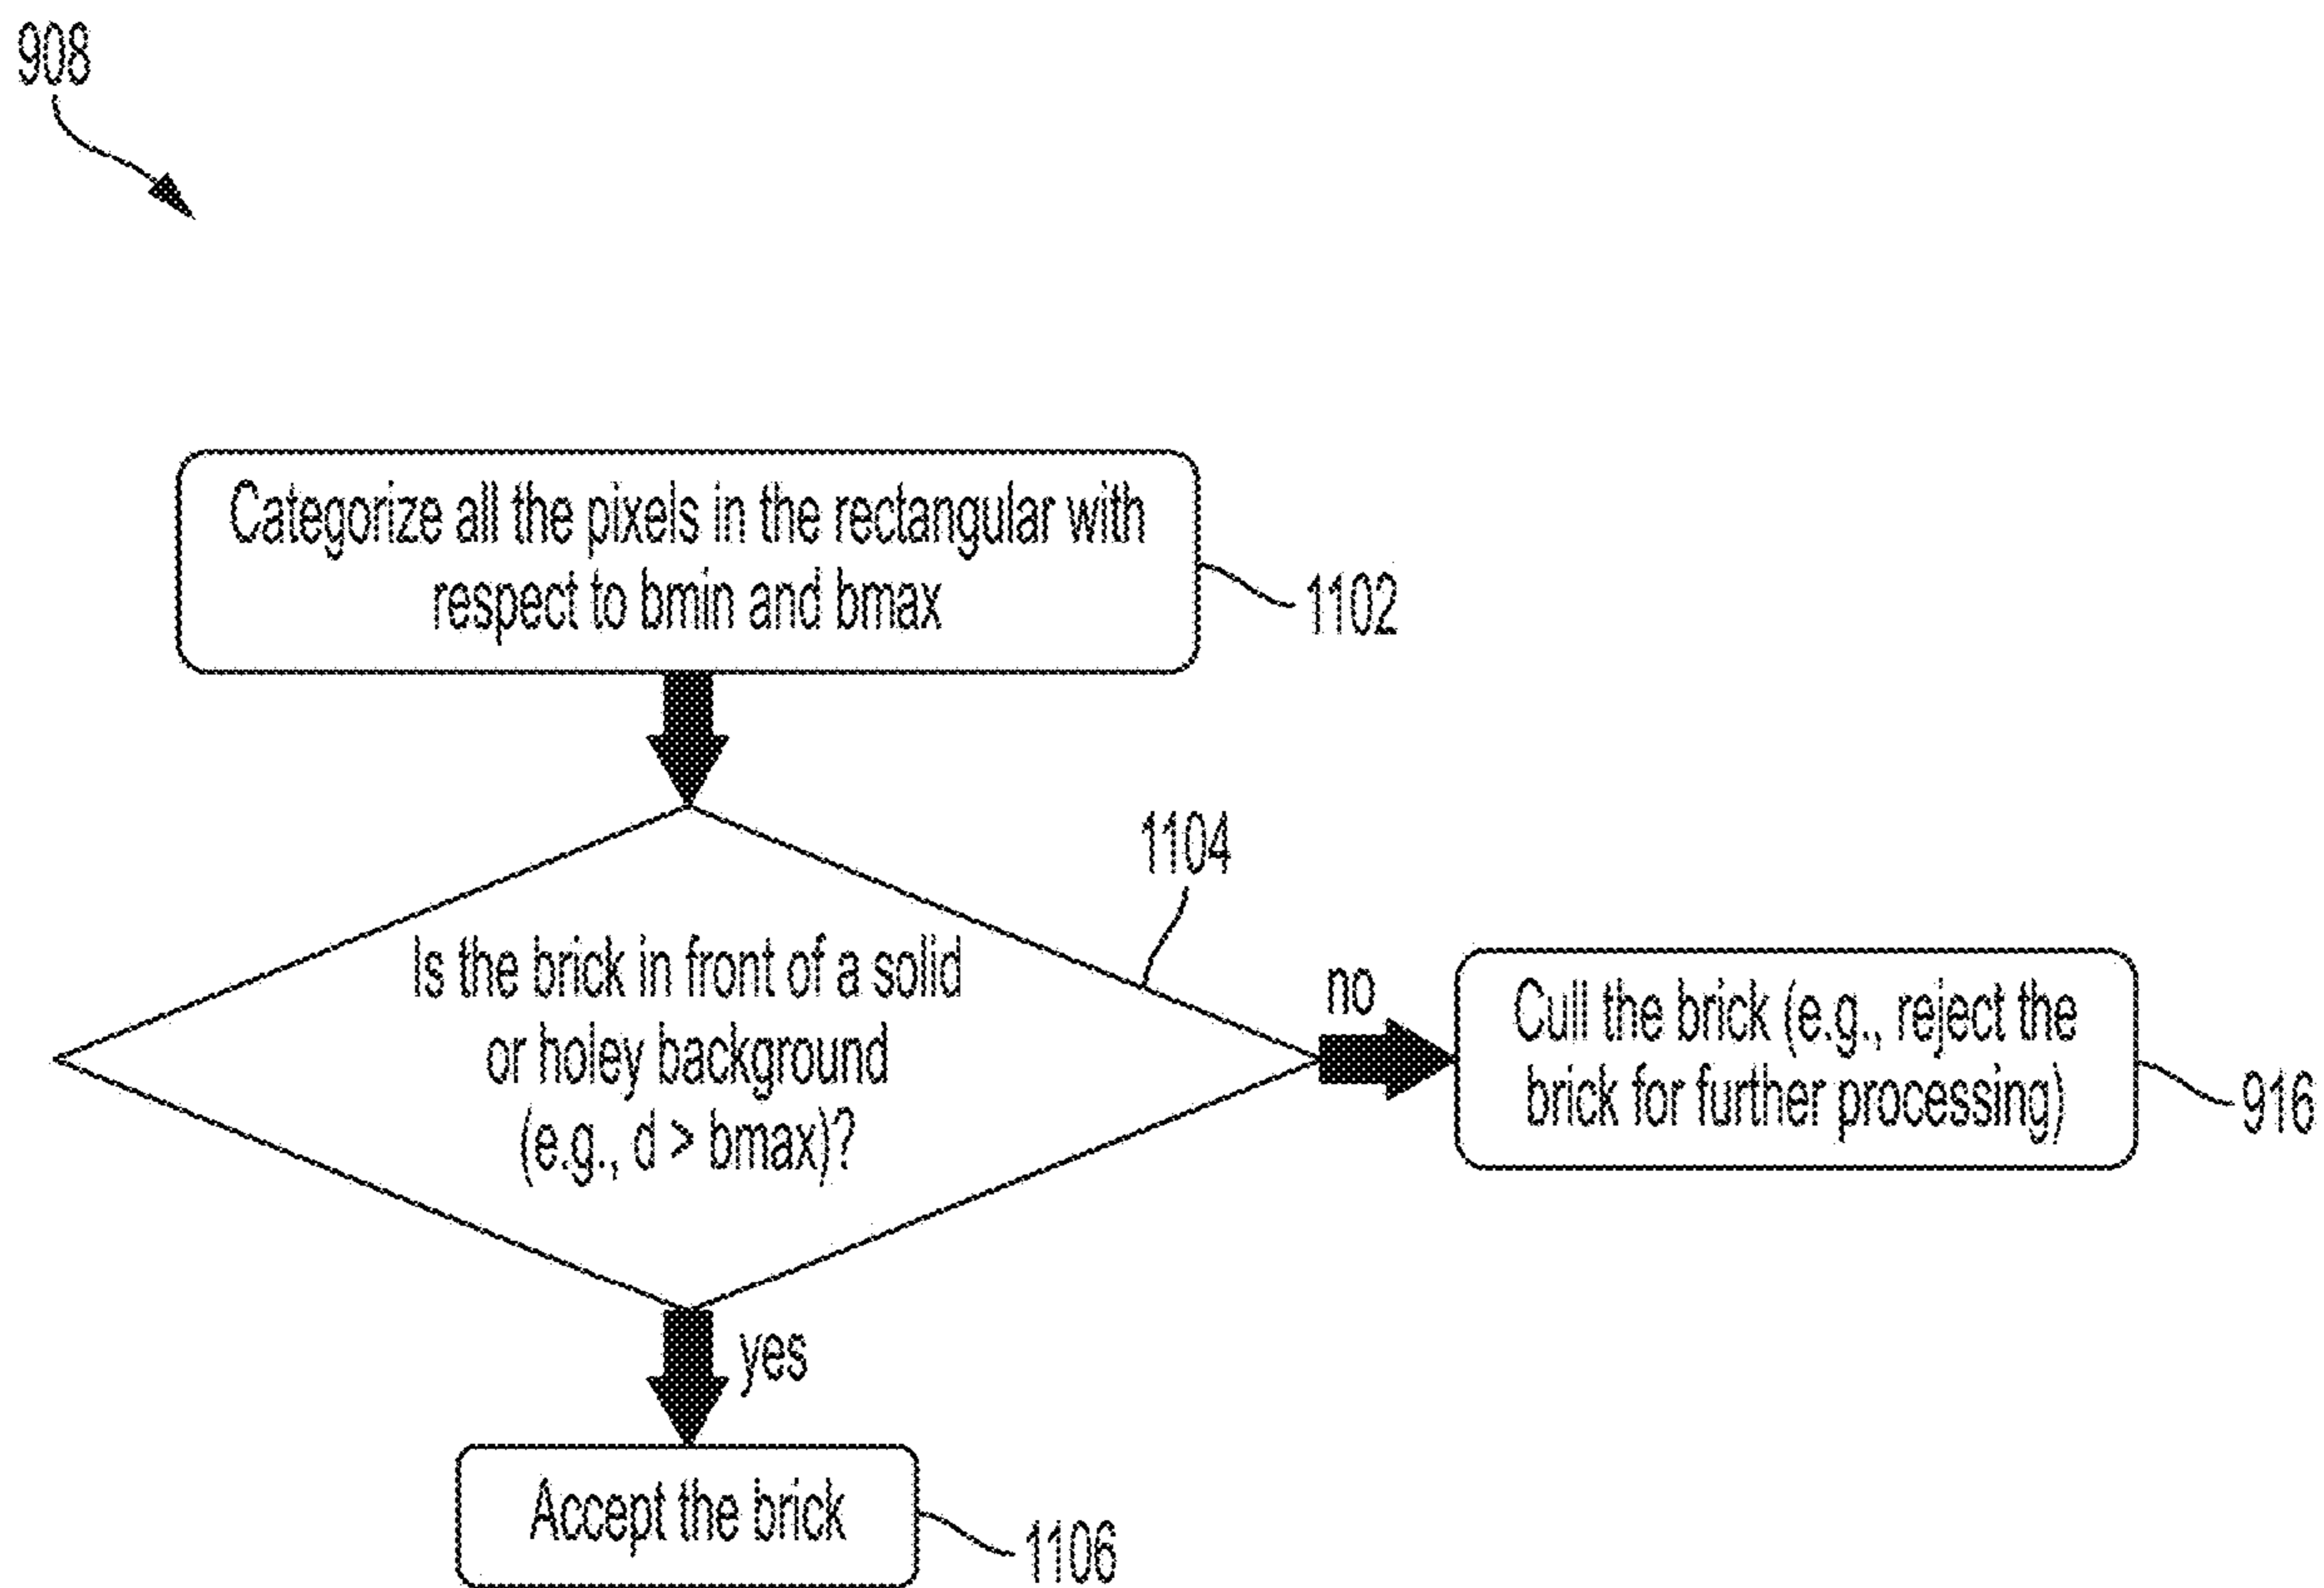 908
Categorize all the pixels in the rectangular with
respect to bmin and bmax
1102
1104
Is the brick in front of a solid
or holey background
(e.g., d > bmax)?
no
Cull the brick (e.g., reject the
brick for further processing)
916
yes
Accept the brick
1106